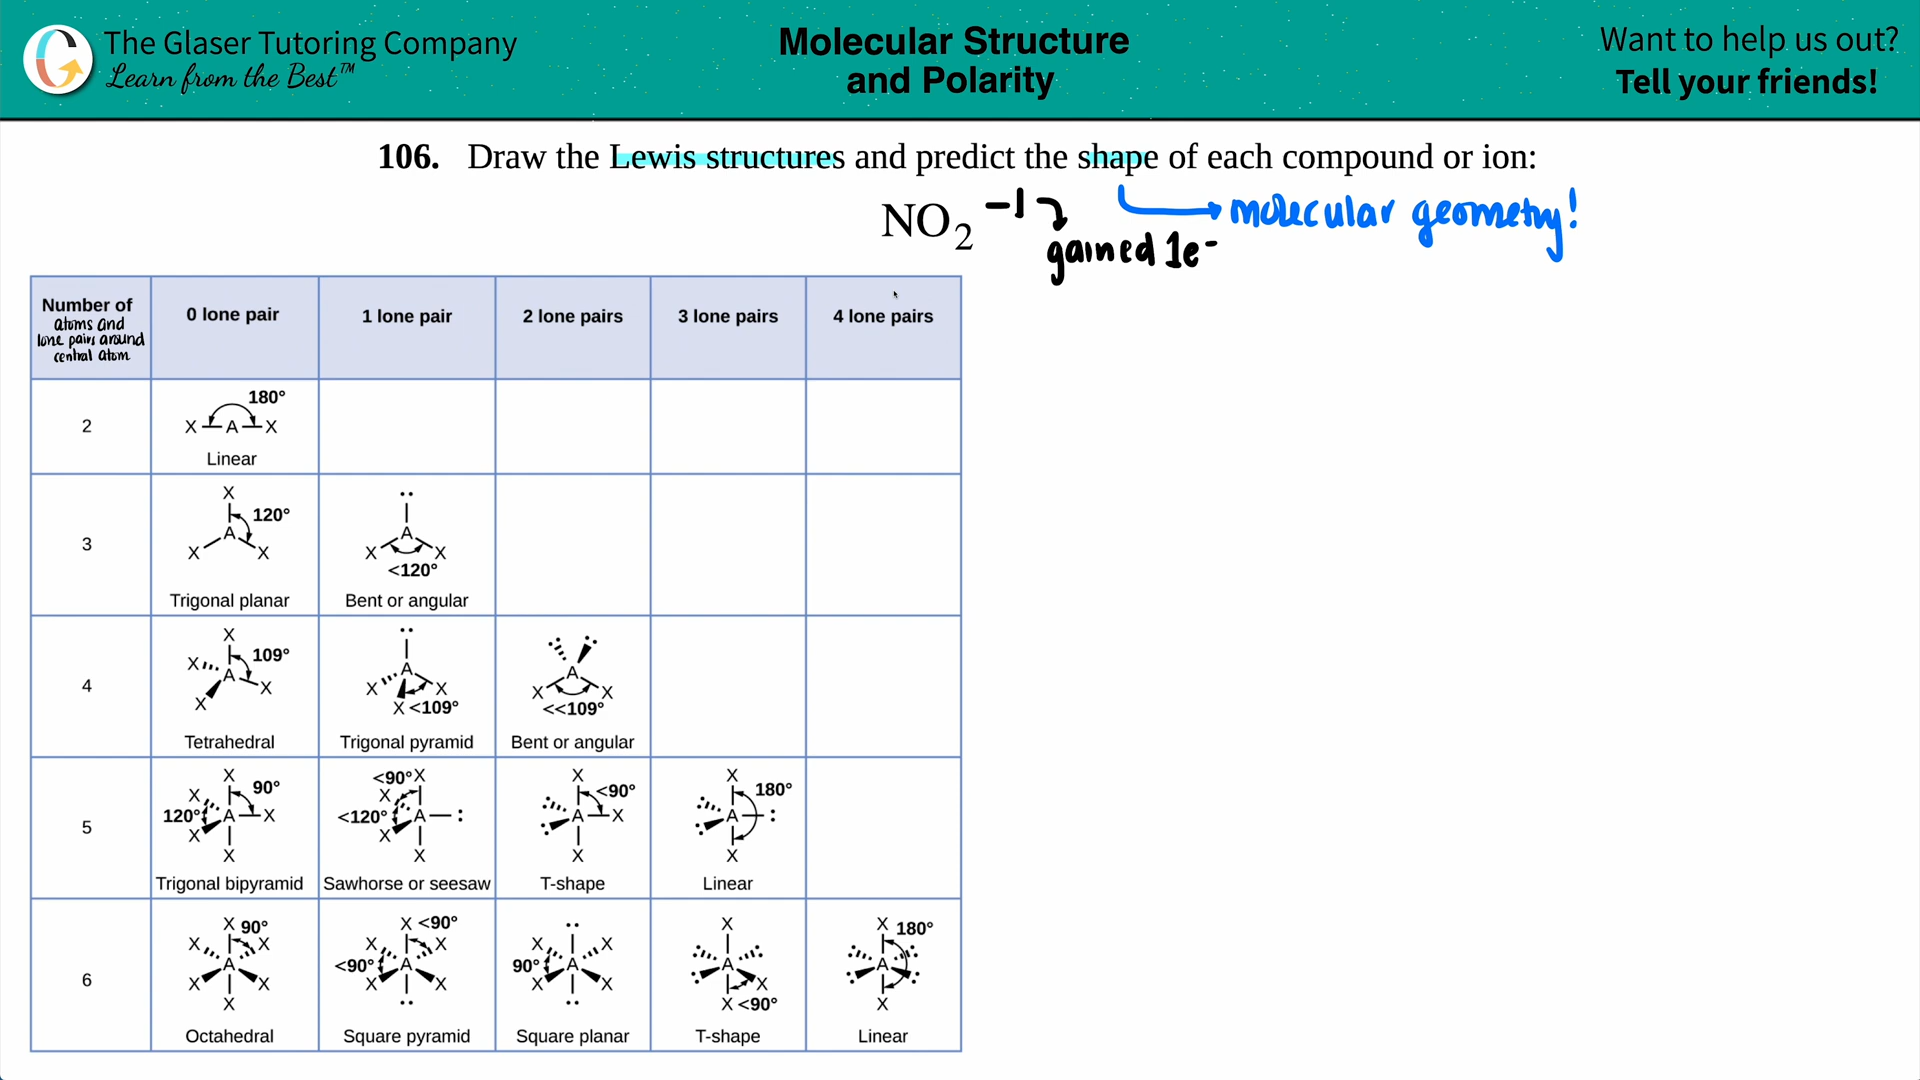 The Glaser Tutoring Company
Learn from the Best™
Molecular Structure
and Polarity
Want to help us out?
Tell your friends!
106. Draw the Lewis structures and predict the shape of each compound or ion:
NO2 −1
gained 1e-
molecular geometry!
Number of
atoms and
lone pairs around
central atom
0 lone pair
1 lone pair
2 lone pairs
3 lone pairs
4 lone pairs
2
180°
X A X
Linear
3
X
120°
A
X X
Trigonal planar
A
X X
<120°
Bent or angular
4
X
109°
X
A
X
X
Tetrahedral
A
X X
X <109°
Trigonal pyramid
A
X X
<<109°
Bent or angular
5
X
90°
X
120° A X
X
X
Trigonal bipyramid
<90° X
X
<120° A :
X
X
Sawhorse or seesaw
X
<90°
A X
X
T-shape
X
180°
A :
X
Linear
6
X 90°
X X
A
X X
X
Octahedral
X <90°
X X
<90° A
X X
Square pyramid
X X
90° A
X X
Square planar
X
A
X
X <90°
T-shape
X 180°
A
X
Linear